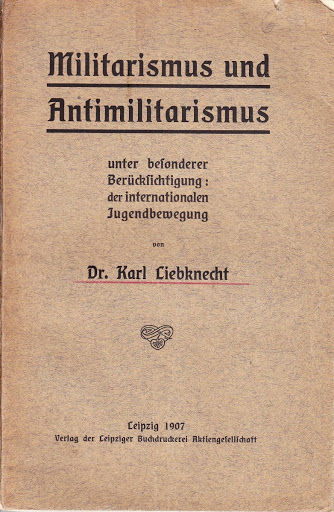 Militarismus und
Antimilitarismus
unter beſonderer
Berückſichtigung :
der internationalen
Jugendbewegung
von
Dr. Karl Liebknecht
Leipzig 1907
Verlag der Leipziger Buchdruckerei Aktiengeſellſchaft